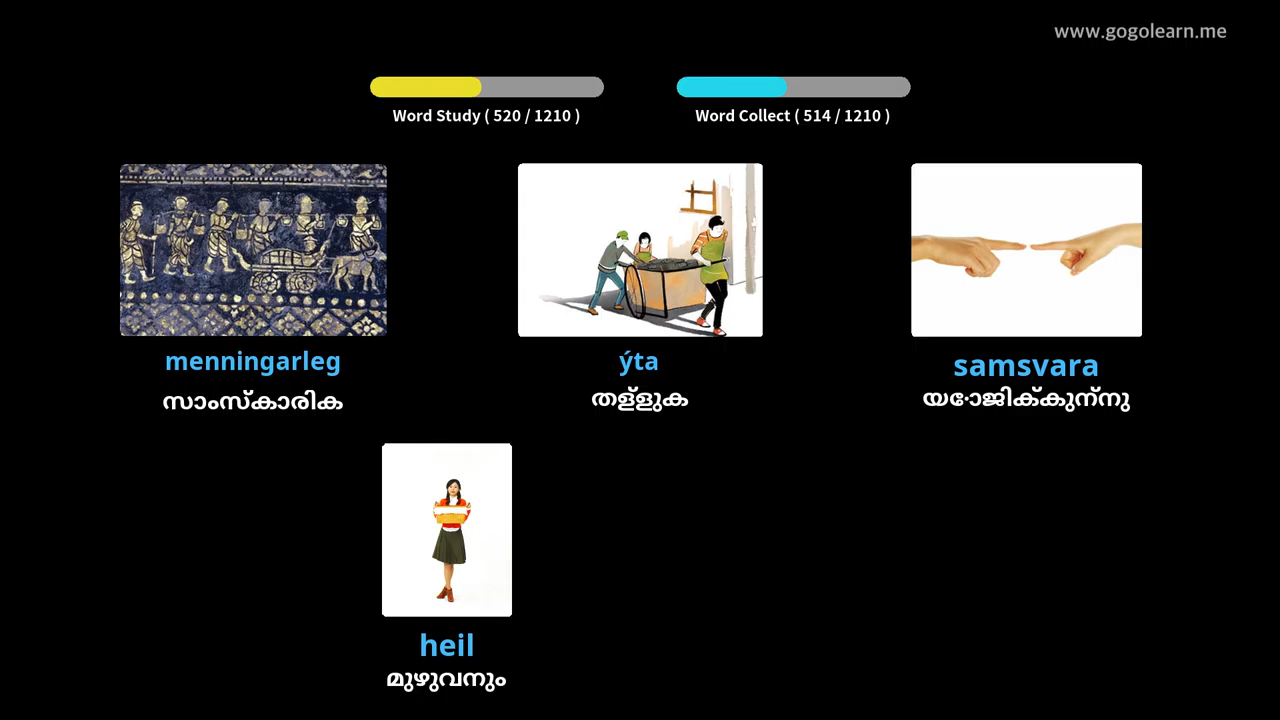 www.gogolearn.me
Word Study ( 520 / 1210 )
Word Collect ( 514 / 1210 )
menningarleg
ýta
samsvara
സാംസ്കാരിക
തള്ളുക
യോജിക്കുന്നു
heil
മുഴുവനും